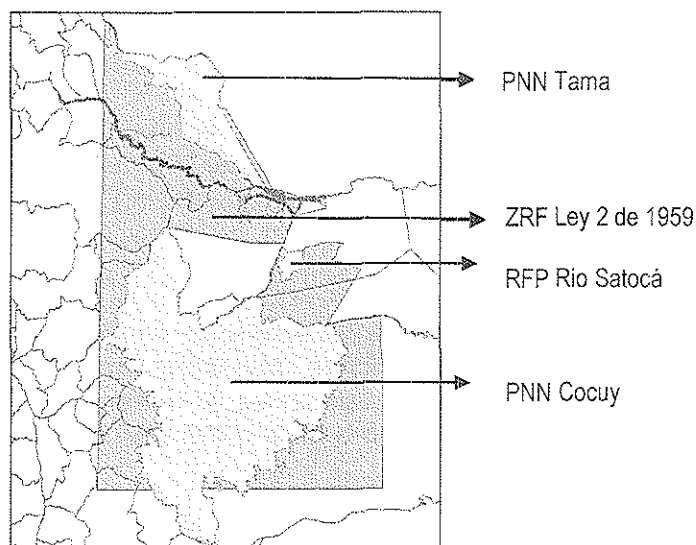 PNN Tama
ZRF Ley 2 de 1959
RFP Rio Satocá
PNN Cocuy